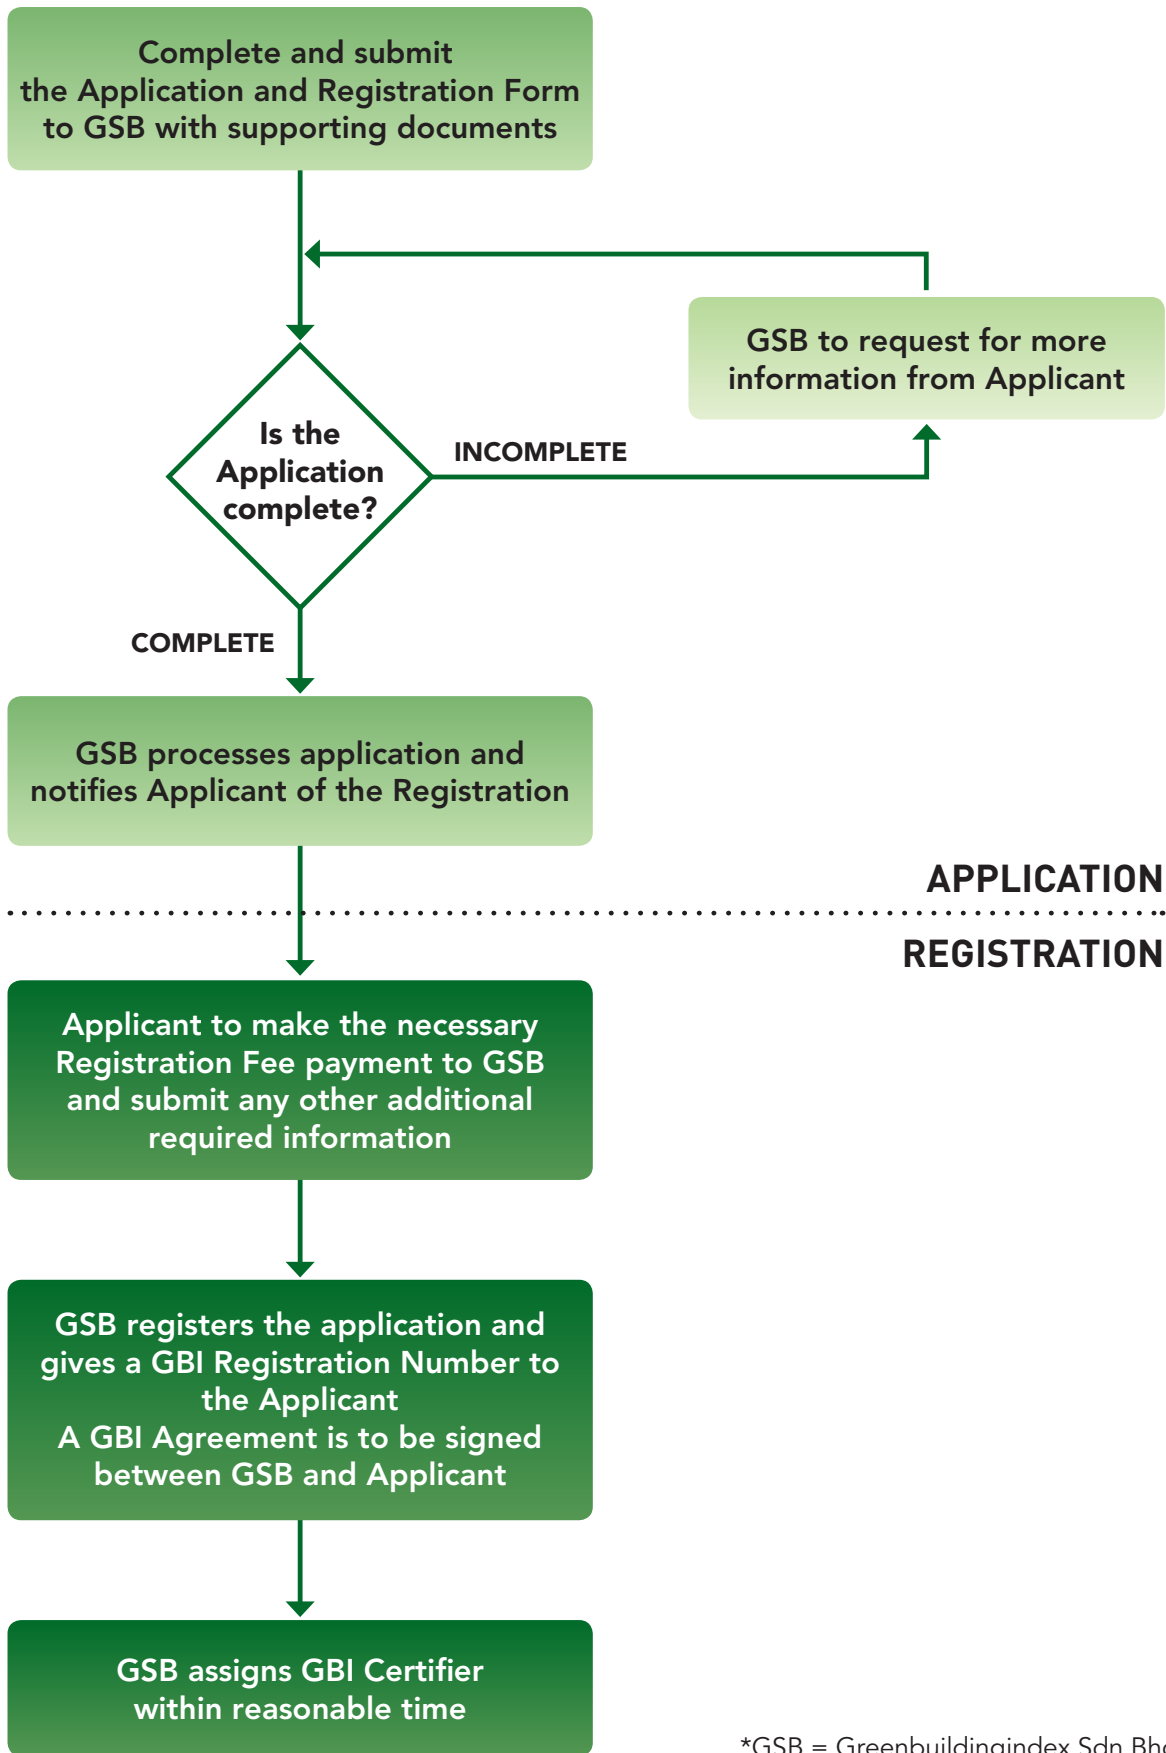 Complete and submit
the Application and Registration Form
to GSB with supporting documents
GSB to request for more
information from Applicant
Is the
Application
complete?
INCOMPLETE
COMPLETE
GSB processes application and
notifies Applicant of the Registration
APPLICATION
REGISTRATION
Applicant to make the necessary
Registration Fee payment to GSB
and submit any other additional
required information
GSB registers the application and
gives a GBI Registration Number to
the Applicant
A GBI Agreement is to be signed
between GSB and Applicant
GSB assigns GBI Certifier
within reasonable time
*GSB = Greenbuildingindex Sdn Bhd